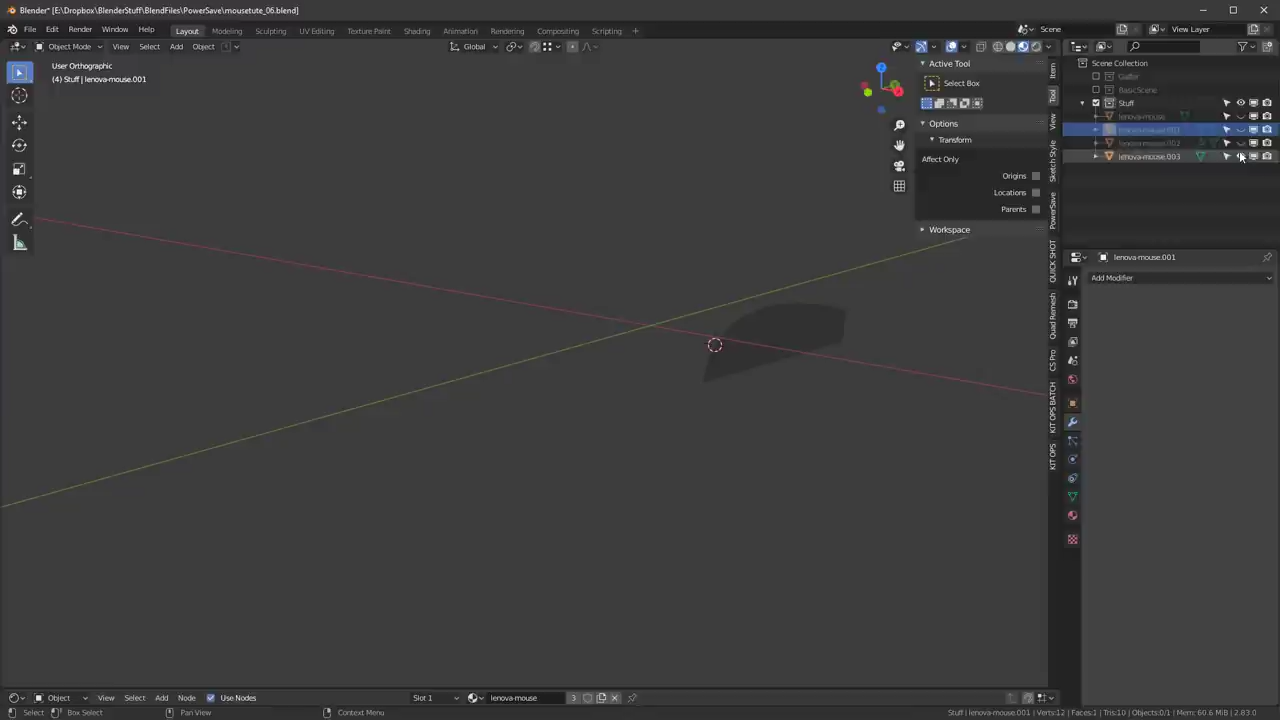 Blender* [E:\Dropbox\BlenderStuff\BlendFiles\PowerSave\mousetute_06.blend]
File Edit Render Window Help Layout Modeling Sculpting UV Editing Texture Paint Shading Animation Rendering Compositing Scripting + Scene View Layer
Object Mode View Select Add Object Global
User Orthographic
(4) Stuff | lenova-mouse.001
Active Tool
Select Box
Options
Transform
Affect Only
Origins
Locations
Parents
Workspace
Item
Tool
View
Sketch Style
PowerSave
QUICK SHOT
Quad Remesh
CS Pro
KIT OPS BATCH
KIT OPS
Scene Collection
Gaffer
BasicScene
Stuff
lenova-mouse
lenova-mouse.001
lenova-mouse.002
lenova-mouse.003
lenova-mouse.001
Add Modifier
Object View Select Add Node Use Nodes Slot 1 lenova-mouse 3
Select Box Select Pan View Context Menu Stuff | lenova-mouse.001 | Verts:12 | Faces:1 | Tris:10 | Objects:0/1 | Mem: 60.6 MiB | 2.83.0